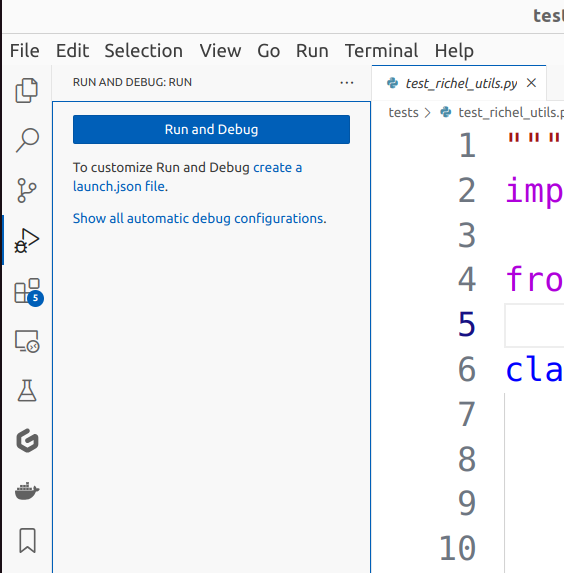 test
File Edit Selection View Go Run Terminal Help
RUN AND DEBUG: RUN ···
test_richel_utils.py ×
Run and Debug
To customize Run and Debug create a
launch.json file.
Show all automatic debug configurations.
5
tests > test_richel_utils.p
1 """
2 imp
3
4 fro
5
6 cla
7
8
9
10